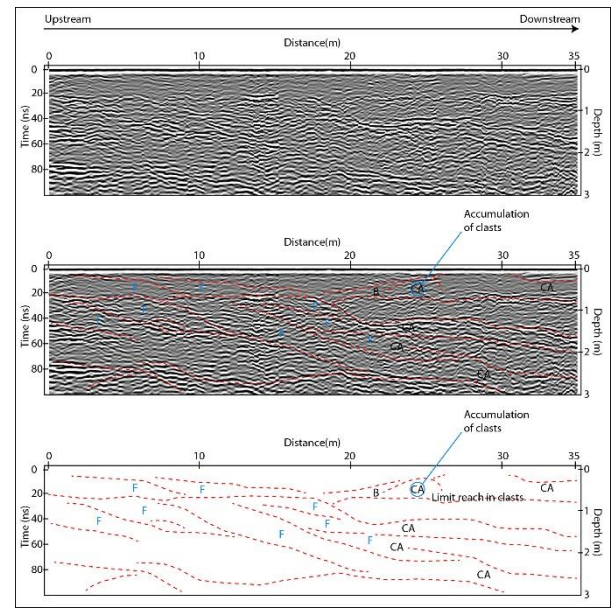 Upstream Downstream
Distance(m)
0 10 20 30 35
0 0
20
40 1
60 2
80
3
Time (ns)
Depth (m)
Accumulation
of clasts
Distance(m)
0 10 20 30 35
0 0
F F B CA CA
20
F F 1
40 F F CA
F F CA
60 2
80 CA
3
Time (ns)
Depth (m)
Accumulation
of clasts
Distance(m)
0 10 20 30 35
0 0
F F B CA CA
20 Limit reach in clasts
F F 1
40 F F CA
F F CA
60 2
80 CA
3
Time (ns)
Depth (m)